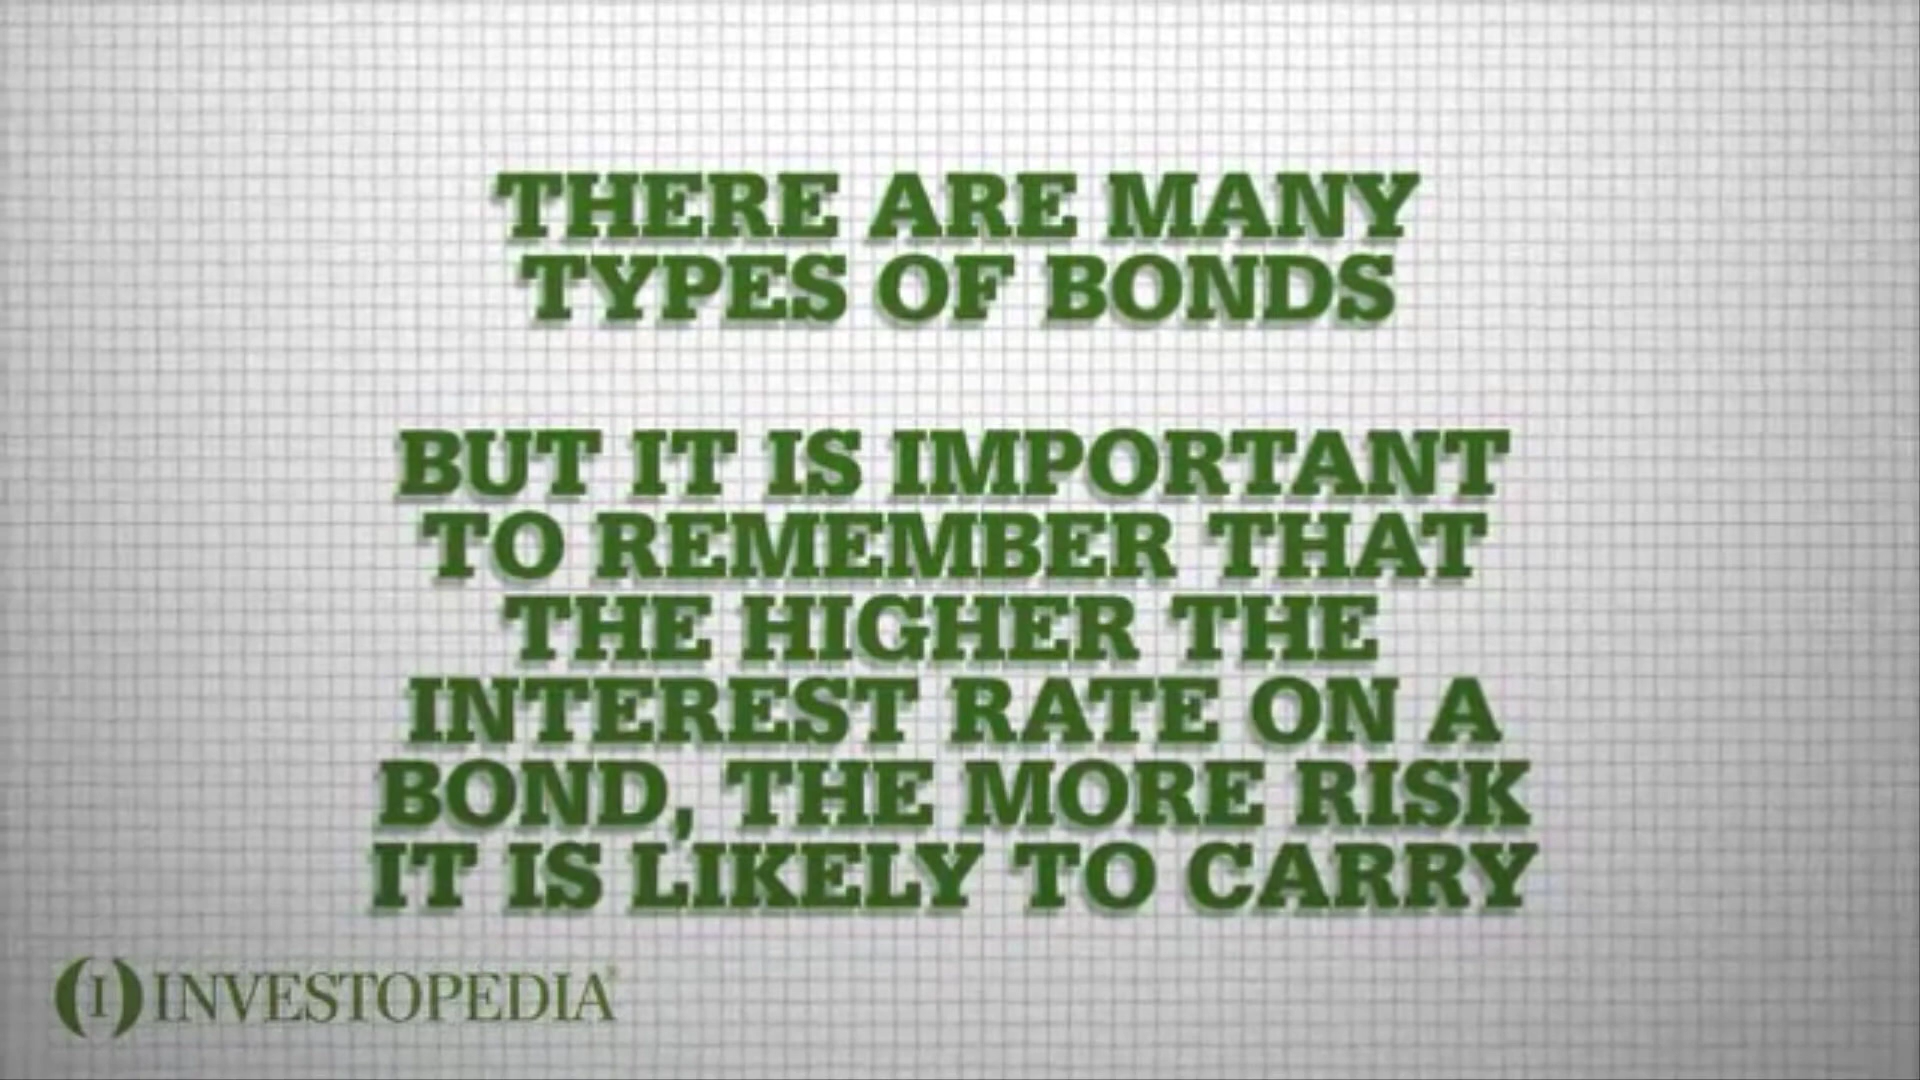 THERE ARE MANY
TYPES OF BONDS
BUT IT IS IMPORTANT
TO REMEMBER THAT
THE HIGHER THE
INTEREST RATE ON A
BOND, THE MORE RISK
IT IS LIKELY TO CARRY
(I) INVESTOPEDIA®